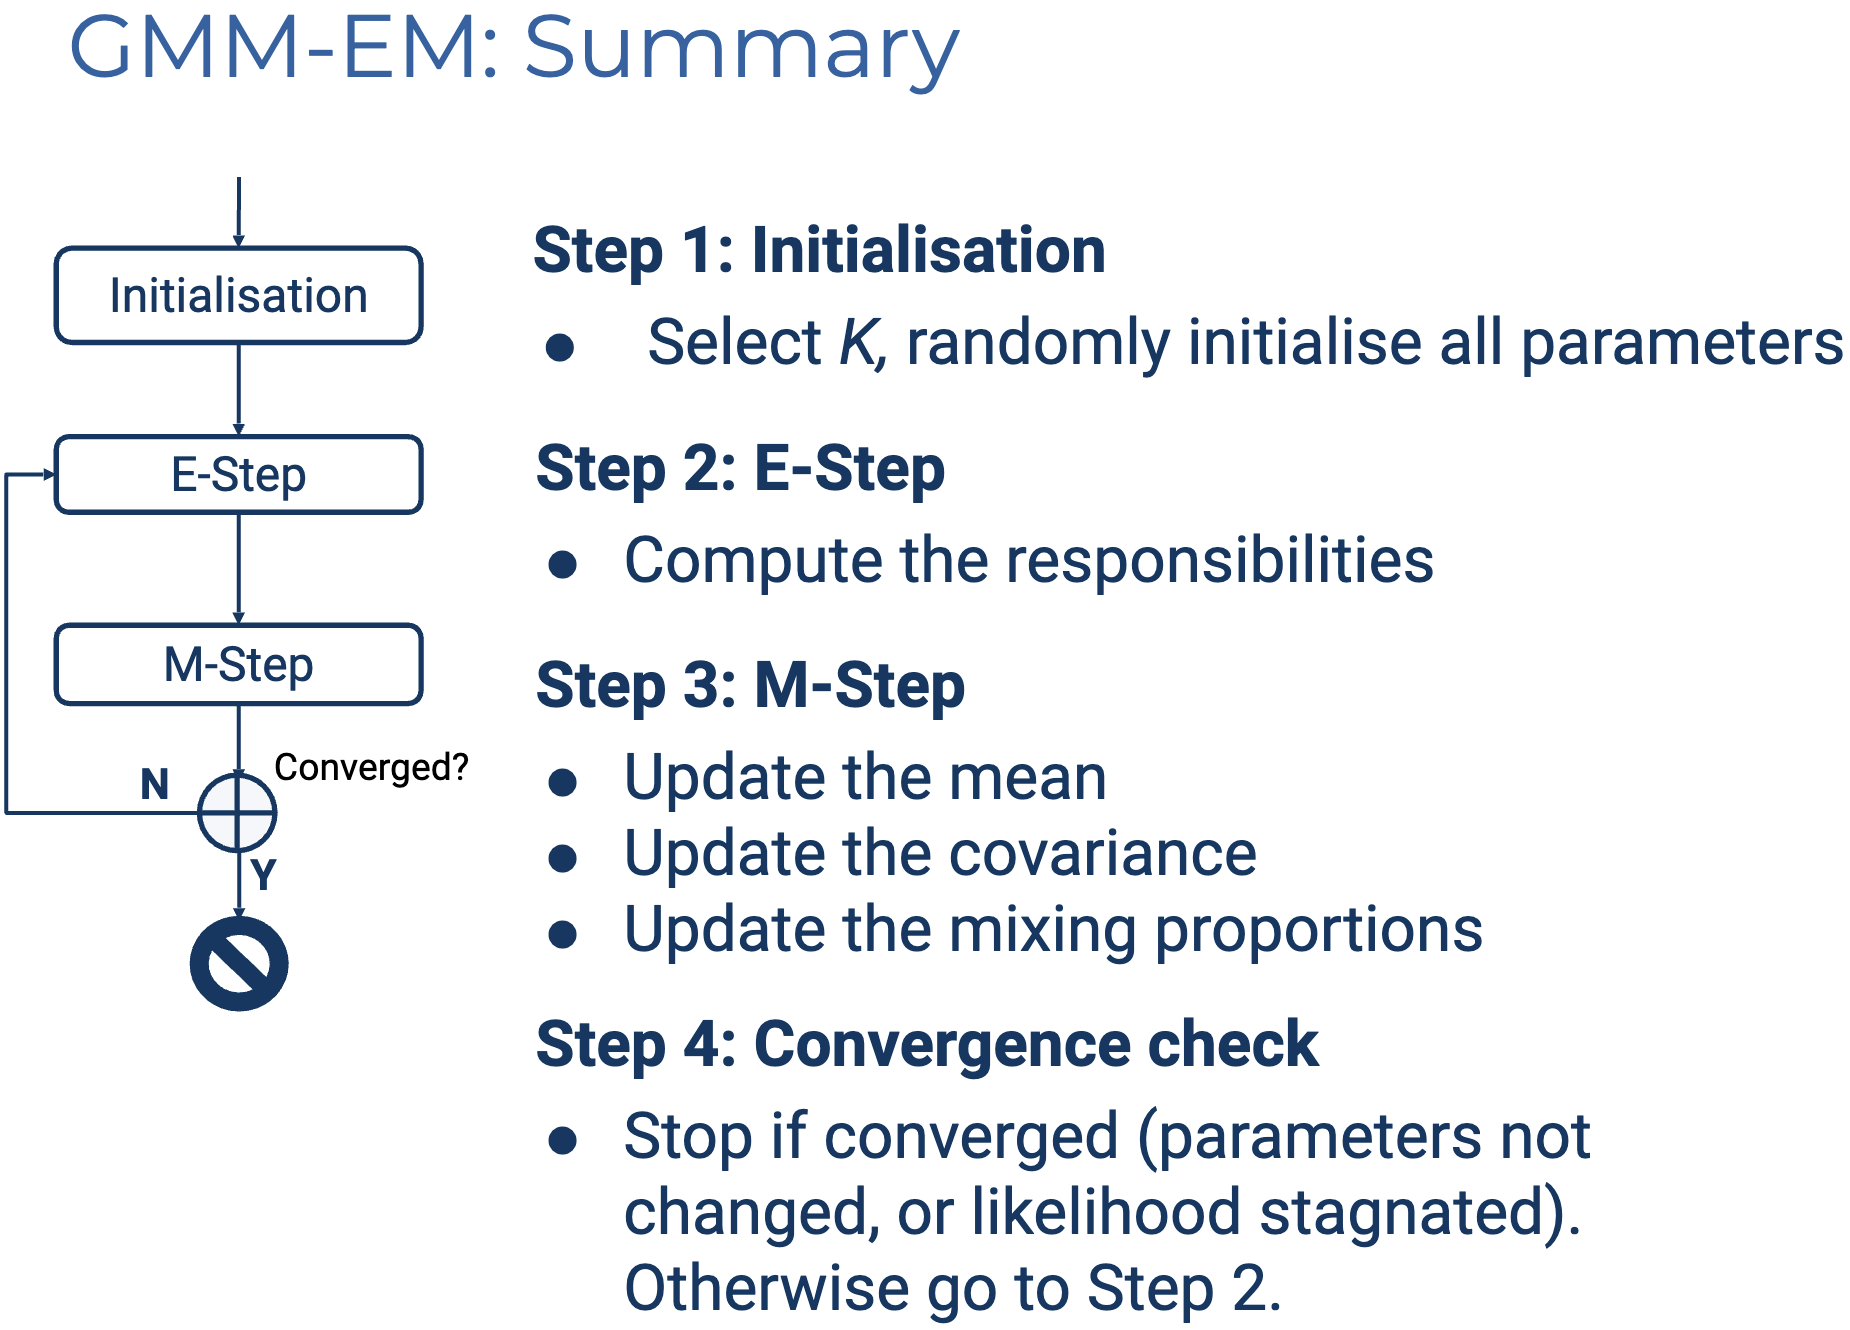 GMM-EM: Summary
Initialisation
E-Step
M-Step
Converged?
N
Y
Step 1: Initialisation
● Select K, randomly initialise all parameters
Step 2: E-Step
● Compute the responsibilities
Step 3: M-Step
● Update the mean
● Update the covariance
● Update the mixing proportions
Step 4: Convergence check
● Stop if converged (parameters not
changed, or likelihood stagnated).
Otherwise go to Step 2.